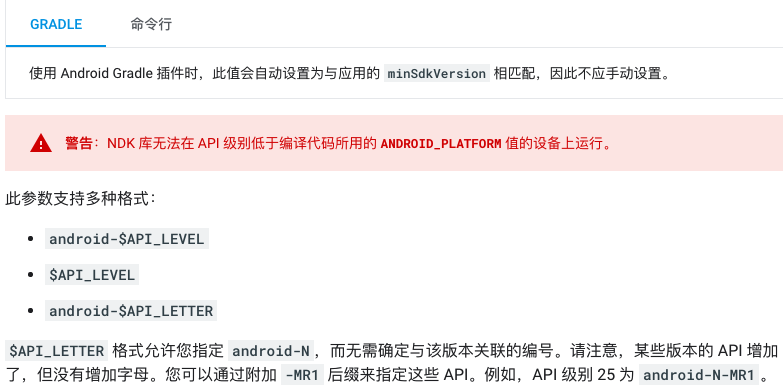 GRADLE 命令行
使用 Android Gradle 插件时，此值会自动设置为与应用的 minSdkVersion 相匹配，因此不应手动设置。
警告：NDK 库无法在 API 级别低于编译代码所用的 ANDROID_PLATFORM 值的设备上运行。
此参数支持多种格式：
android-$API_LEVEL
$API_LEVEL
android-$API_LETTER
$API_LETTER 格式允许您指定 android-N，而无需确定与该版本关联的编号。请注意，某些版本的 API 增加
了，但没有增加字母。您可以通过附加 -MR1 后缀来指定这些 API。例如，API 级别 25 为 android-N-MR1。